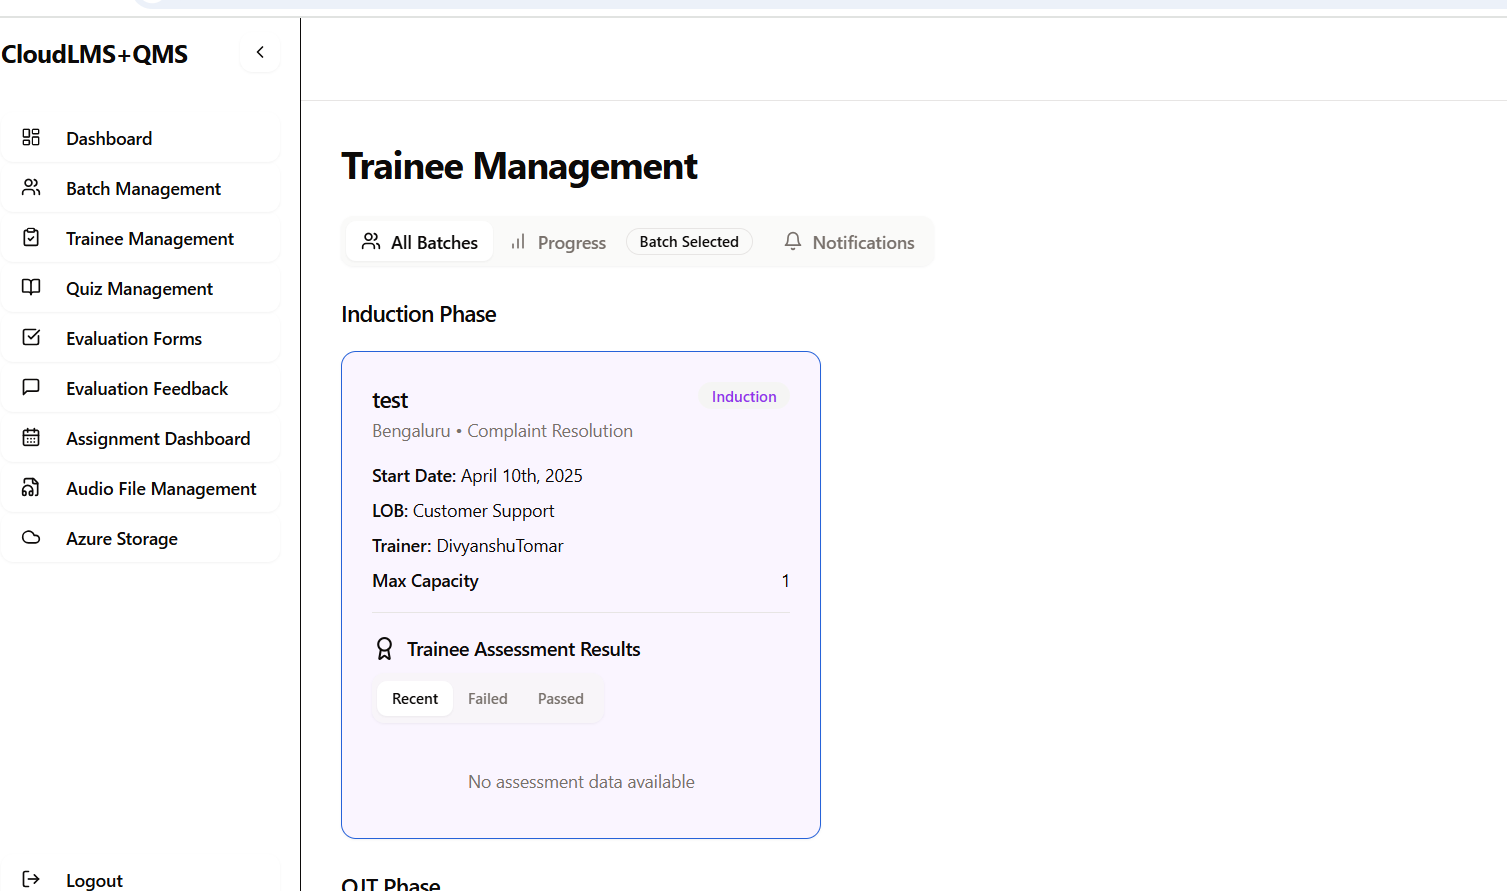 CloudLMS+QMS
Dashboard
Batch Management
Trainee Management
Quiz Management
Evaluation Forms
Evaluation Feedback
Assignment Dashboard
Audio File Management
Azure Storage
Logout
Trainee Management
All Batches Progress Batch Selected Notifications
Induction Phase
test Induction
Bengaluru • Complaint Resolution
Start Date: April 10th, 2025
LOB: Customer Support
Trainer: DivyanshuTomar
Max Capacity 1
Trainee Assessment Results
Recent Failed Passed
No assessment data available
OJT Phase